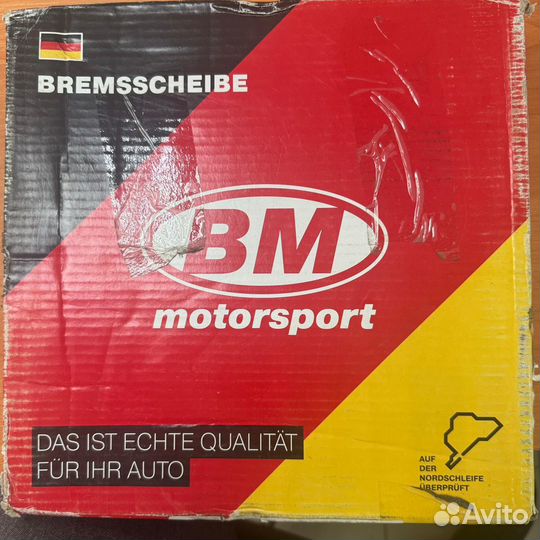 BREMSSCHEIBE
BM
motorsport
DAS IST ECHTE QUALITÄT
FÜR IHR AUTO
AUF
DER
NORDSCHLEIFE
ÜBERPRÜFT
Avito